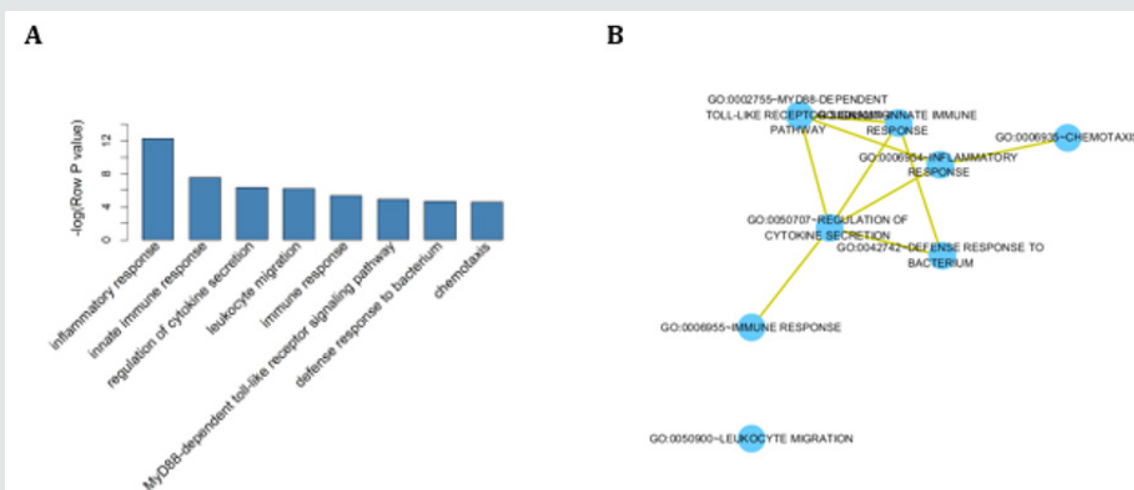 A
B
-log(Row P value)
12
8
4
0
inflammatory response
innate immune response
regulation of cytokine secretion
leukocyte migration
immune response
MyD88-dependent toll-like receptor signaling pathway
defense response to bacterium
chemotaxis
GO:0002755~MYD88-DEPENDENT
TOLL-LIKE RECEPTOR
INNATE IMMUNE
PATHWAY
RESPONSE
GO:0006935~CHEMOTAXIS
GO:0006954~INFLAMMATORY
RESPONSE
GO:0050707~REGULATION OF
CYTOKINE SECRETION
GO:0042742~DEFENSE RESPONSE TO
BACTERIUM
GO:0006955~IMMUNE RESPONSE
GO:0050900~LEUKOCYTE MIGRATION